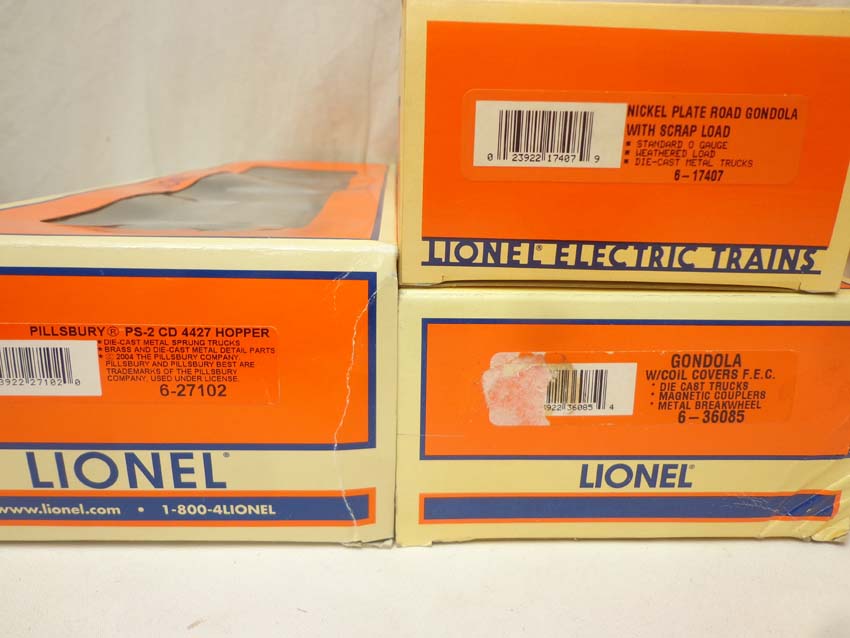 NICKEL PLATE ROAD GONDOLA
WITH SCRAP LOAD
▪ STANDARD O GAUGE
▪ WEATHERED LOAD
▪ DIE-CAST METAL TRUCKS
6-17407
0 23922 17407 9
LIONEL® ELECTRIC TRAINS
PILLSBURY® PS-2 CD 4427 HOPPER
• DIE-CAST METAL SPRUNG TRUCKS
• BRASS AND DIE-CAST METAL DETAIL PARTS
• © 2004 THE PILLSBURY COMPANY.
PILLSBURY AND PILLSBURY BEST ARE
TRADEMARKS OF THE PILLSBURY
COMPANY, USED UNDER LICENSE.
6-27102
3922 27102 0
LIONEL®
www.lionel.com • 1-800-4LIONEL
GONDOLA
W/COIL COVERS F.E.C.
• DIE CAST TRUCKS
• MAGNETIC COUPLERS
• METAL BREAKWHEEL
6-36085
3922 36085 4
LIONEL®